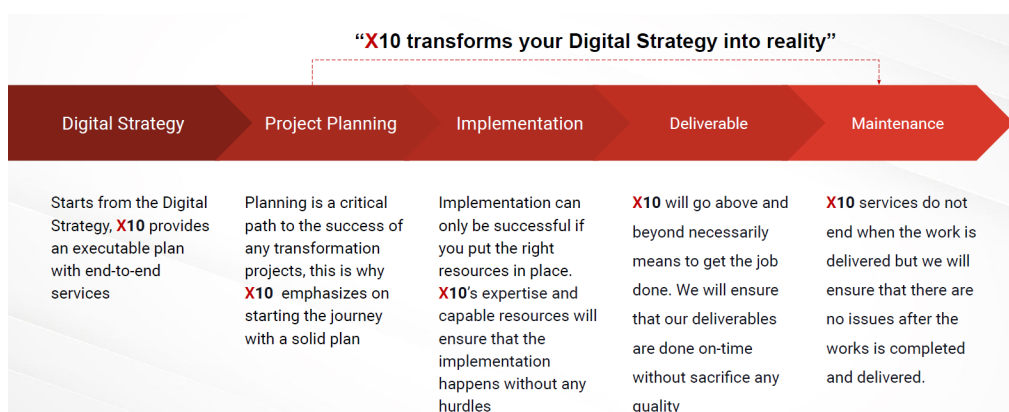 “X10 transforms your Digital Strategy into reality”
Digital Strategy
Project Planning
Implementation
Deliverable
Maintenance
Starts from the Digital
Strategy, X10 provides
an executable plan
with end-to-end
services
Planning is a critical
path to the success of
any transformation
projects, this is why
X10 emphasizes on
starting the journey
with a solid plan
Implementation can
only be successful if
you put the right
resources in place.
X10’s expertise and
capable resources will
ensure that the
implementation
happens without any
hurdles
X10 will go above and
beyond necessarily
means to get the job
done. We will ensure
that our deliverables
are done on-time
without sacrifice any
quality
X10 services do not
end when the work is
delivered but we will
ensure that there are
no issues after the
works is completed
and delivered.